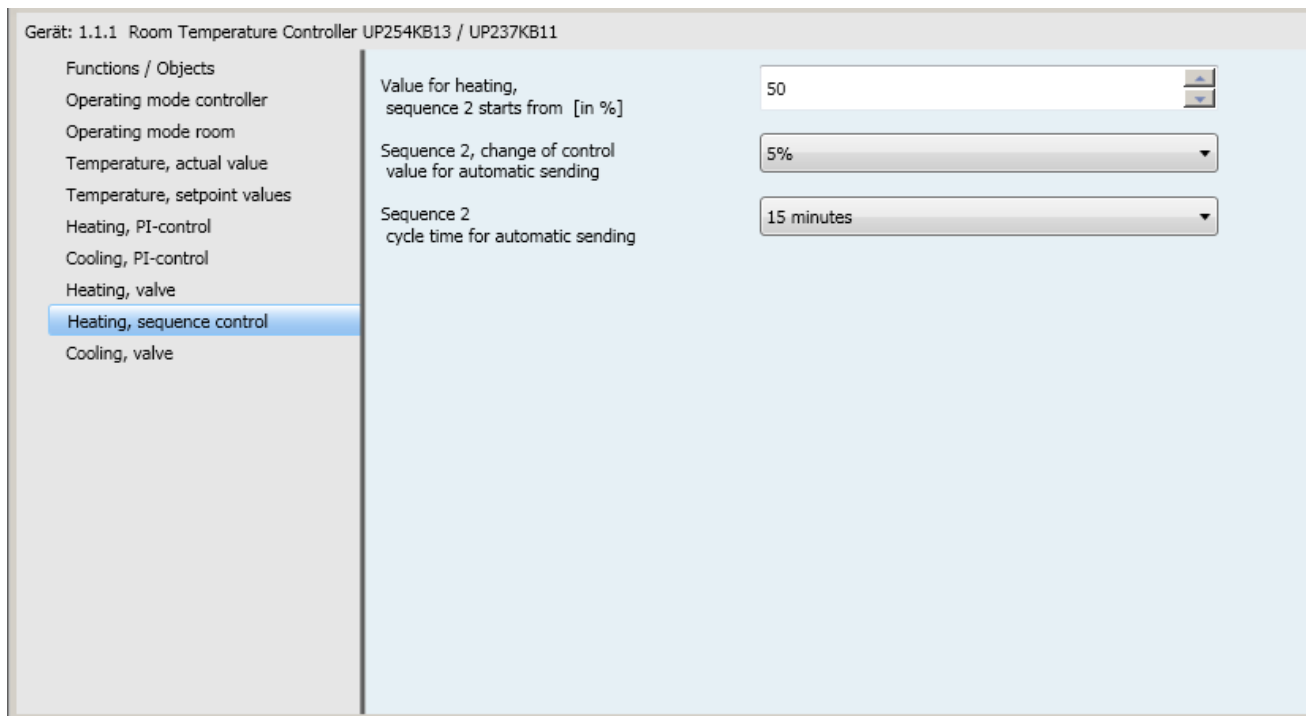 Gerät: 1.1.1 Room Temperature Controller UP254KB13 / UP237KB11
Functions / Objects
Operating mode controller
Operating mode room
Temperature, actual value
Temperature, setpoint values
Heating, PI-control
Cooling, PI-control
Heating, valve
Heating, sequence control
Cooling, valve
Value for heating,
sequence 2 starts from [in %]
50
Sequence 2, change of control
value for automatic sending
5%
Sequence 2
cycle time for automatic sending
15 minutes